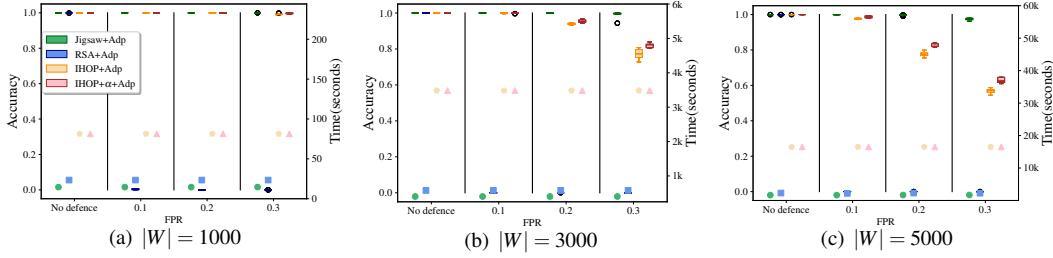 Accuracy
1.0
0.8
0.6
0.4
0.2
0.0
Jigsaw+Adp
RSA+Adp
IHOP+Adp
IHOP+α+Adp
200
150
100
50
0
Time(seconds)
No defence 0.1 0.2 0.3
FPR
(a) |W| = 1000
Accuracy
1.0
0.8
0.6
0.4
0.2
0.0
6k
5k
4k
3k
2k
1k
Time(seconds)
No defence 0.1 0.2 0.3
FPR
(b) |W| = 3000
Accuracy
1.0
0.8
0.6
0.4
0.2
0.0
60k
50k
40k
30k
20k
10k
Time(seconds)
No defence 0.1 0.2 0.3
FPR
(c) |W| = 5000